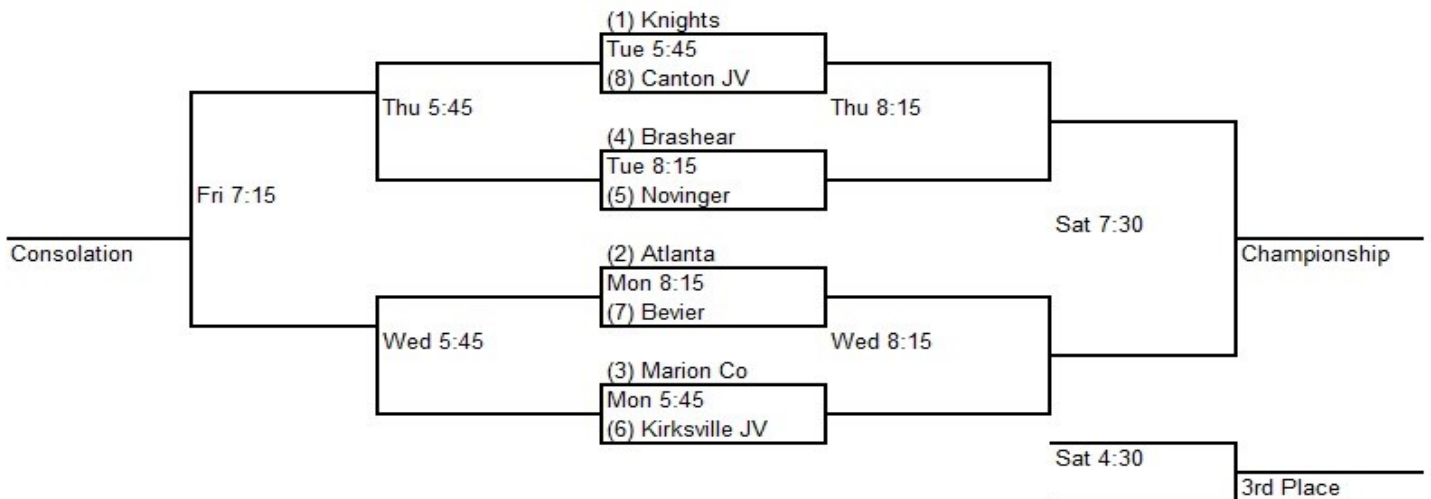 (1) Knights
Tue 5:45
(8) Canton JV
Thu 5:45
Thu 8:15
(4) Brashear
Tue 8:15
(5) Novinger
Fri 7:15
Sat 7:30
Consolation
(2) Atlanta
Championship
Mon 8:15
(7) Bevier
Wed 5:45
Wed 8:15
(3) Marion Co
Mon 5:45
(6) Kirksville JV
Sat 4:30
3rd Place